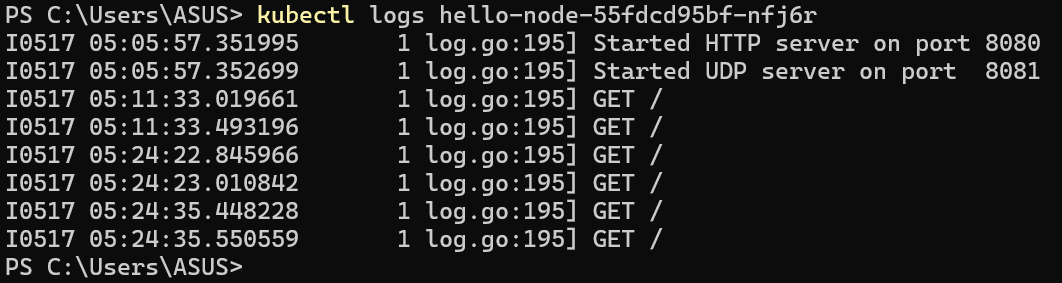 PS C:\Users\ASUS> kubectl logs hello-node-55fdcd95bf-nfj6r
I0517 05:05:57.351995       1 log.go:195] Started HTTP server on port 8080
I0517 05:05:57.352699       1 log.go:195] Started UDP server on port  8081
I0517 05:11:33.019661       1 log.go:195] GET /
I0517 05:11:33.493196       1 log.go:195] GET /
I0517 05:24:22.845966       1 log.go:195] GET /
I0517 05:24:23.010842       1 log.go:195] GET /
I0517 05:24:35.448228       1 log.go:195] GET /
I0517 05:24:35.550559       1 log.go:195] GET /
PS C:\Users\ASUS>